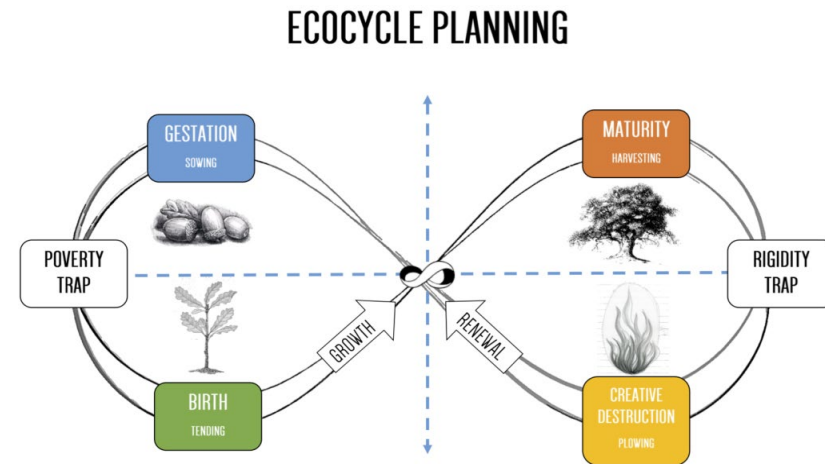 ECOCYCLE PLANNING
GESTATION
SOWING
MATURITY
HARVESTING
POVERTY
TRAP
RIGIDITY
TRAP
GROWTH
RENEWAL
BIRTH
TENDING
CREATIVE
DESTRUCTION
PLOWING